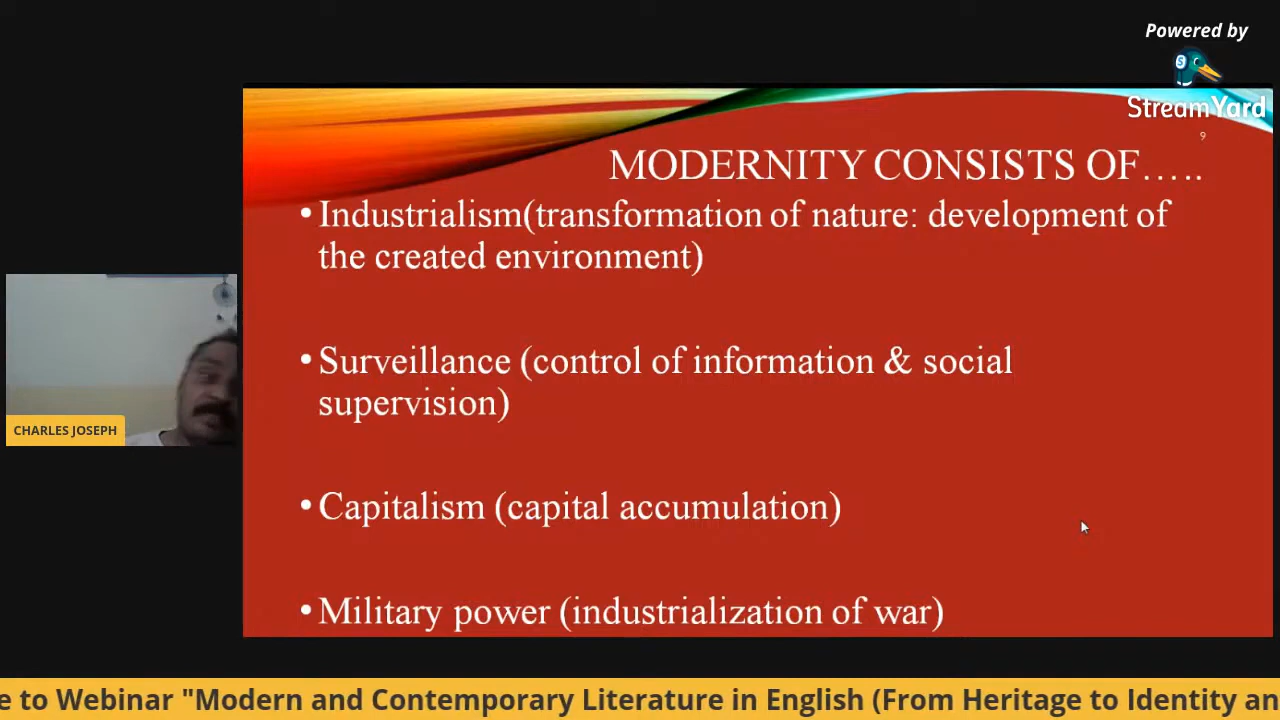 Powered by
StreamYard
9
MODERNITY CONSISTS OF…..
• Industrialism(transformation of nature: development of
the created environment)
• Surveillance (control of information & social
supervision)
• Capitalism (capital accumulation)
• Military power (industrialization of war)
CHARLES JOSEPH
e to Webinar "Modern and Contemporary Literature in English (From Heritage to Identity an